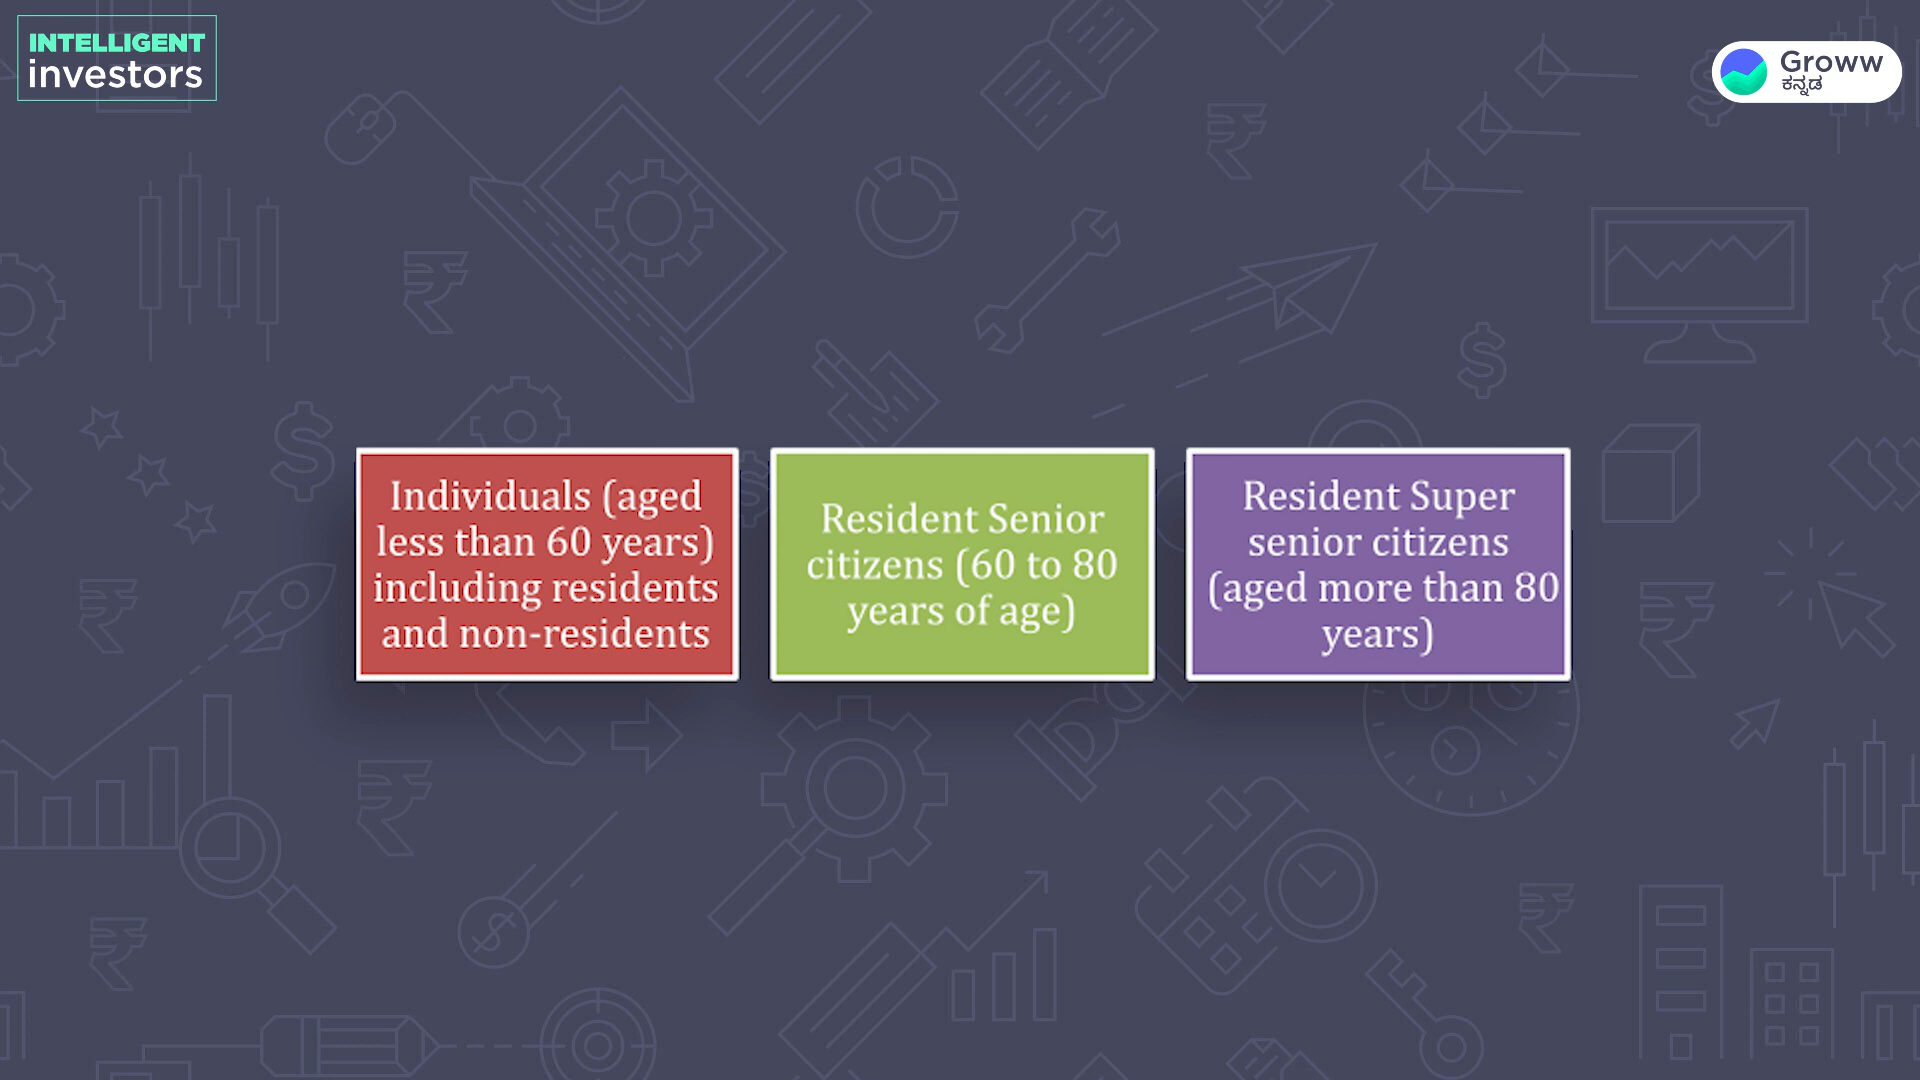 INTELLIGENT
investors
Groww
ಕನ್ನಡ
Individuals (aged
less than 60 years)
including residents
and non-residents
Resident Senior
citizens (60 to 80
years of age)
Resident Super
senior citizens
(aged more than 80
years)